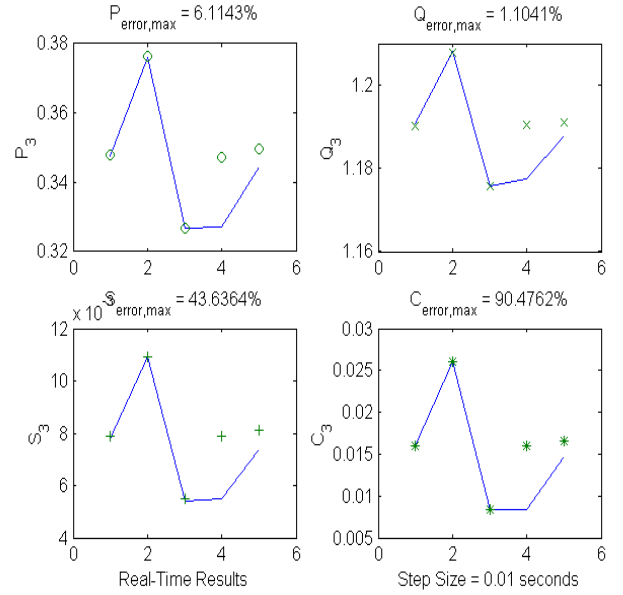 P_error,max = 6.1143%
0.38
0.36
0.34
0.32
P_3
0 2 4 6
Q_error,max = 1.1041%
1.2
1.18
1.16
Q_3
0 2 4 6
x 10^-3
S_error,max = 43.6364%
12
10
8
6
4
S_3
0 2 4 6
Real-Time Results
C_error,max = 90.4762%
0.03
0.025
0.02
0.015
0.01
0.005
C_3
0 2 4 6
Step Size = 0.01 seconds